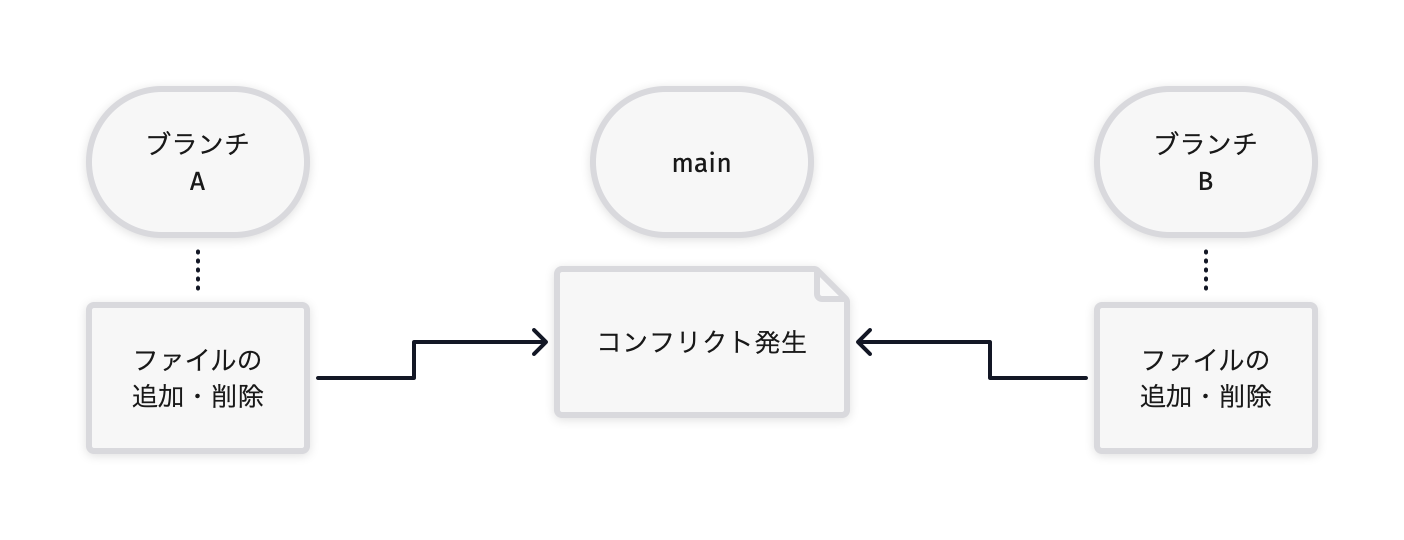 ブランチ
A
main
ブランチ
B
ファイルの
追加・削除
コンフリクト発生
ファイルの
追加・削除